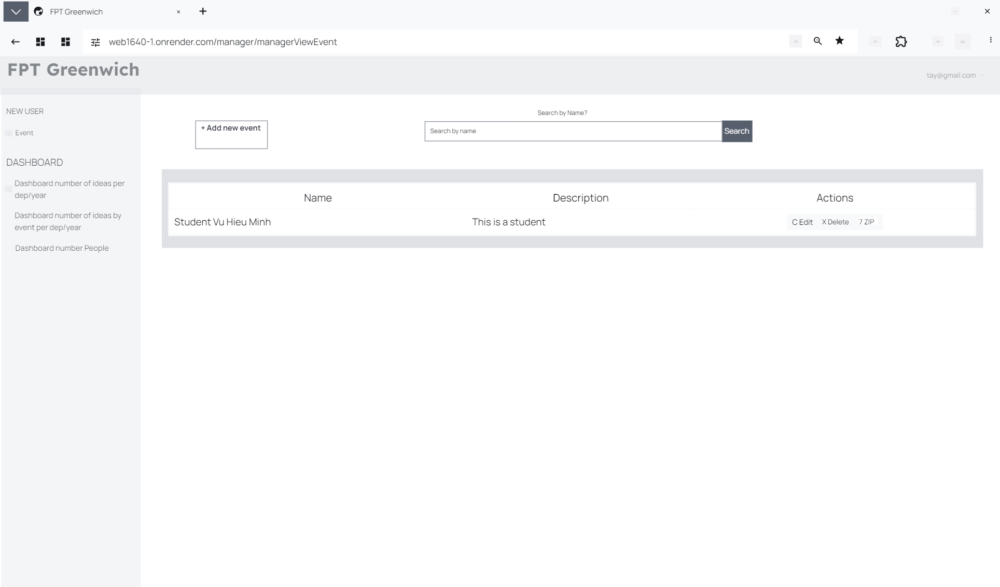 FPT Greenwich
web1640-1.onrender.com/manager/managerViewEvent
FPT Greenwich
tay@gmail.com
NEW USER
Event
DASHBOARD
Dashboard number of ideas per
dep/year
Dashboard number of ideas by
event per dep/year
Dashboard number People
Search by Name?
+ Add new event
Search by name
Search
Name Description Actions
Student Vu Hieu Minh This is a student C Edit X Delete 7 ZIP